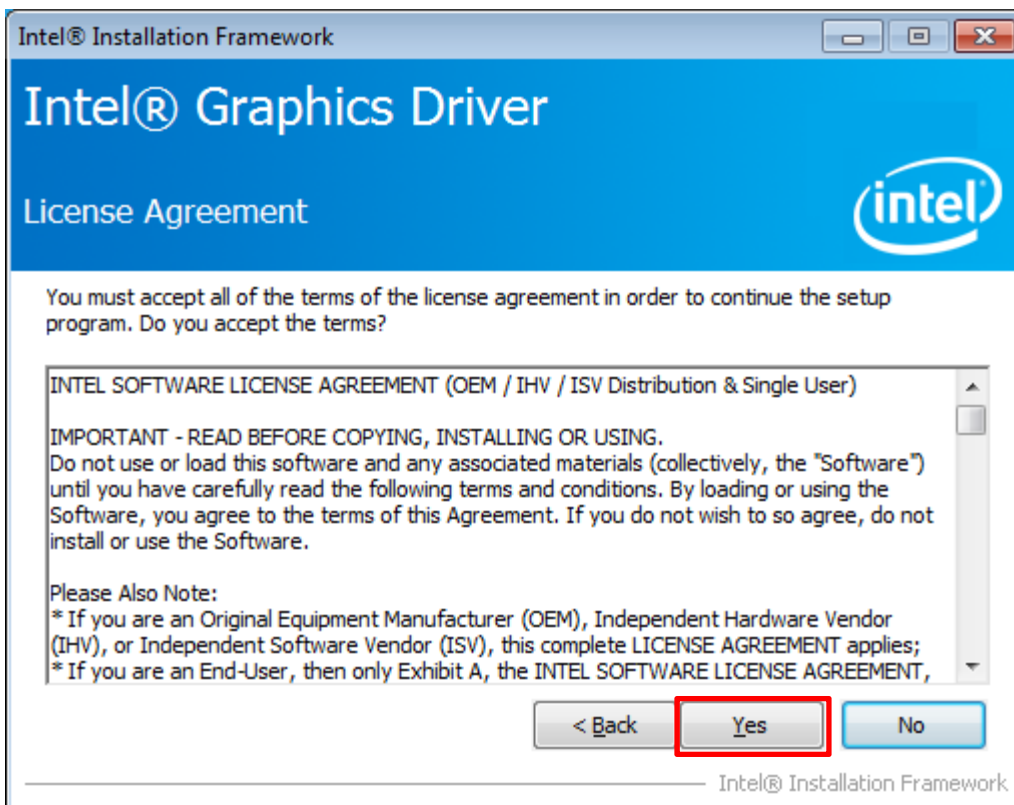 Intel® Installation Framework
Intel® Graphics Driver
License Agreement
intel
You must accept all of the terms of the license agreement in order to continue the setup
program. Do you accept the terms?
INTEL SOFTWARE LICENSE AGREEMENT (OEM / IHV / ISV Distribution & Single User)
IMPORTANT - READ BEFORE COPYING, INSTALLING OR USING.
Do not use or load this software and any associated materials (collectively, the "Software")
until you have carefully read the following terms and conditions. By loading or using the
Software, you agree to the terms of this Agreement. If you do not wish to so agree, do not
install or use the Software.
Please Also Note:
* If you are an Original Equipment Manufacturer (OEM), Independent Hardware Vendor
(IHV), or Independent Software Vendor (ISV), this complete LICENSE AGREEMENT applies;
* If you are an End-User, then only Exhibit A, the INTEL SOFTWARE LICENSE AGREEMENT,
< Back Yes No
Intel® Installation Framework